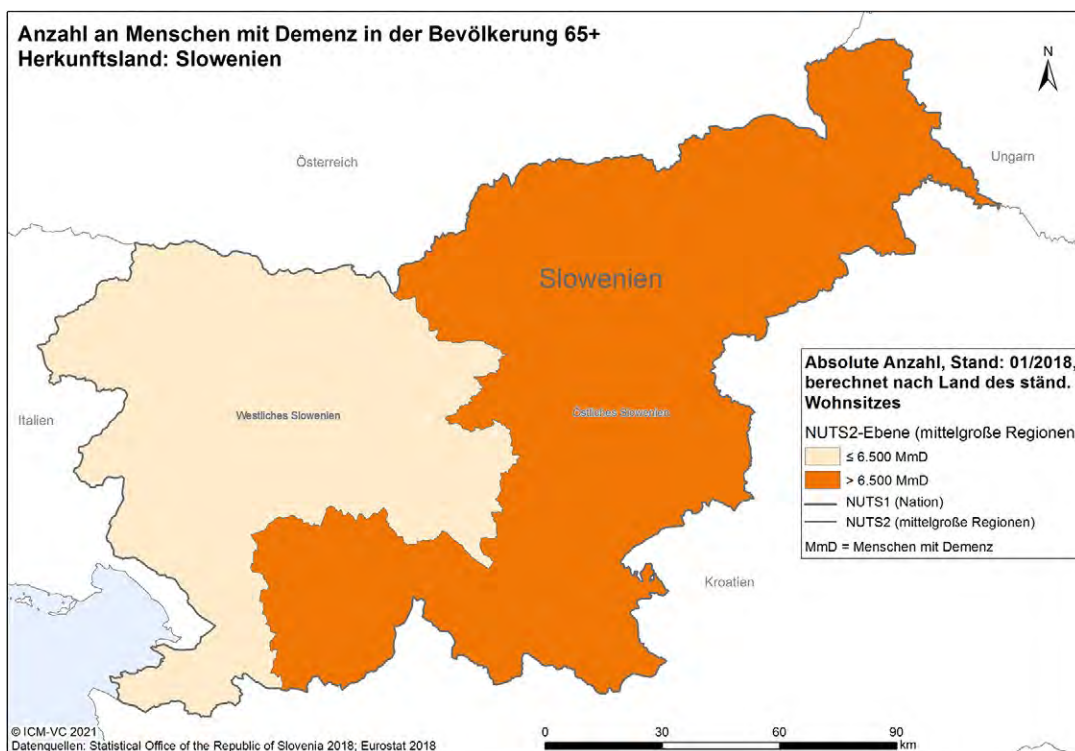 Anzahl an Menschen mit Demenz in der Bevölkerung 65+
Herkunftsland: Slowenien
N
Österreich
Ungarn
Slowenien
Italien
Westliches Slowenien
Östliches Slowenien
Kroatien
Absolute Anzahl, Stand: 01/2018,
berechnet nach Land des ständ.
Wohnsitzes
NUTS2-Ebene (mittelgroße Regionen
≤ 6.500 MmD
> 6.500 MmD
NUTS1 (Nation)
NUTS2 (mittelgroße Regionen)
MmD = Menschen mit Demenz
© ICM-VC 2021
Datenquellen: Statistical Office of the Republic of Slovenia 2018; Eurostat 2018
0 30 60 90
km